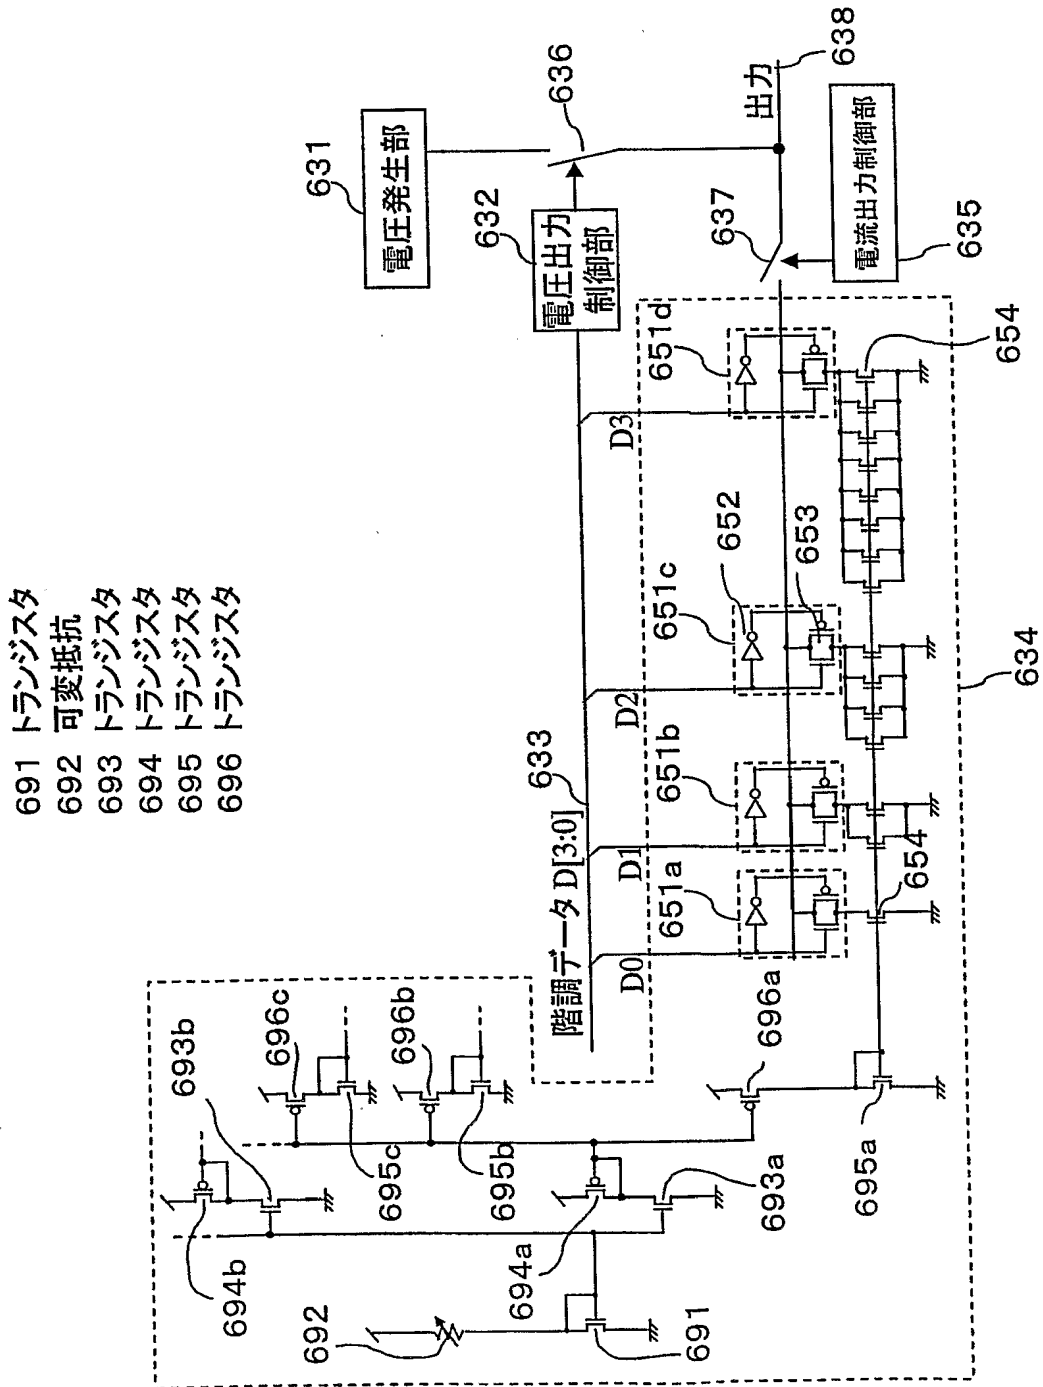 691 トランジスタ
692 可変抵抗
693 トランジスタ
694 トランジスタ
695 トランジスタ
696 トランジスタ
631
電圧発生部
636
632
電圧出力
制御部
出力
638
637
電流出力制御部
635
633
階調データ D[3:0]
D0
D1
D2
D3
651a
651b
651c
651d
652
653
654
654
634
693b
694b
696c
695c
696b
695b
696a
695a
693a
694a
692
691